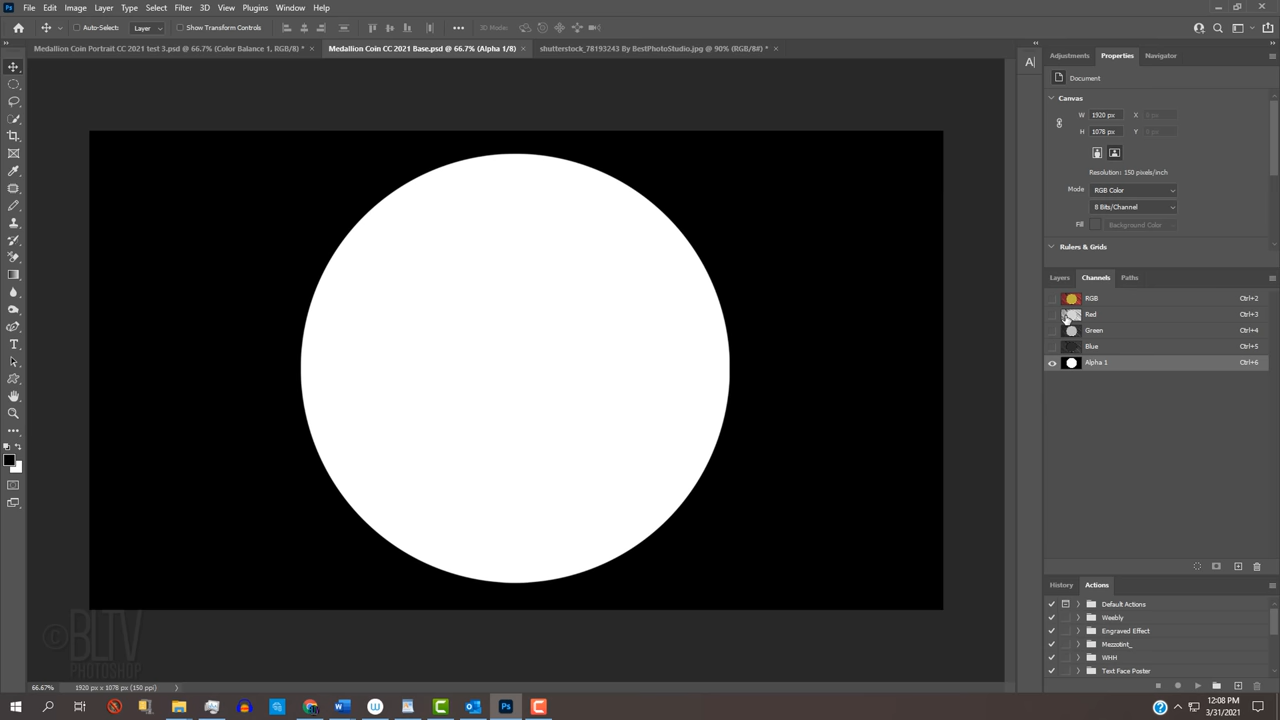 Ps File Edit Image Layer Type Select Filter 3D View Plugins Window Help
Auto-Select: Layer Show Transform Controls ••• 3D Mode:
Medallion Coin Portrait CC 2021 test 3.psd @ 66.7% (Color Balance 1, RGB/8) * × Medallion Coin CC 2021 Base.psd @ 66.7% (Alpha 1/8) × shutterstock_78193243 By BestPhotoStudio.jpg @ 90% (RGB/8#) * ×
Adjustments Properties Navigator
Document
Canvas
W 1920 px X 0 px
H 1078 px Y 0 px
Resolution: 150 pixels/inch
Mode RGB Color
8 Bits/Channel
Fill Background Color
Rulers & Grids
Layers Channels Paths
RGB Ctrl+2
Red Ctrl+3
Green Ctrl+4
Blue Ctrl+5
Alpha 1 Ctrl+6
History Actions
Default Actions
Weebly
Engraved Effect
Mezzotint_
WHH
Text Face Poster
©BLTV
PHOTOSHOP
66.67% 1920 px x 1078 px (150 ppi)
12:08 PM
3/31/2021